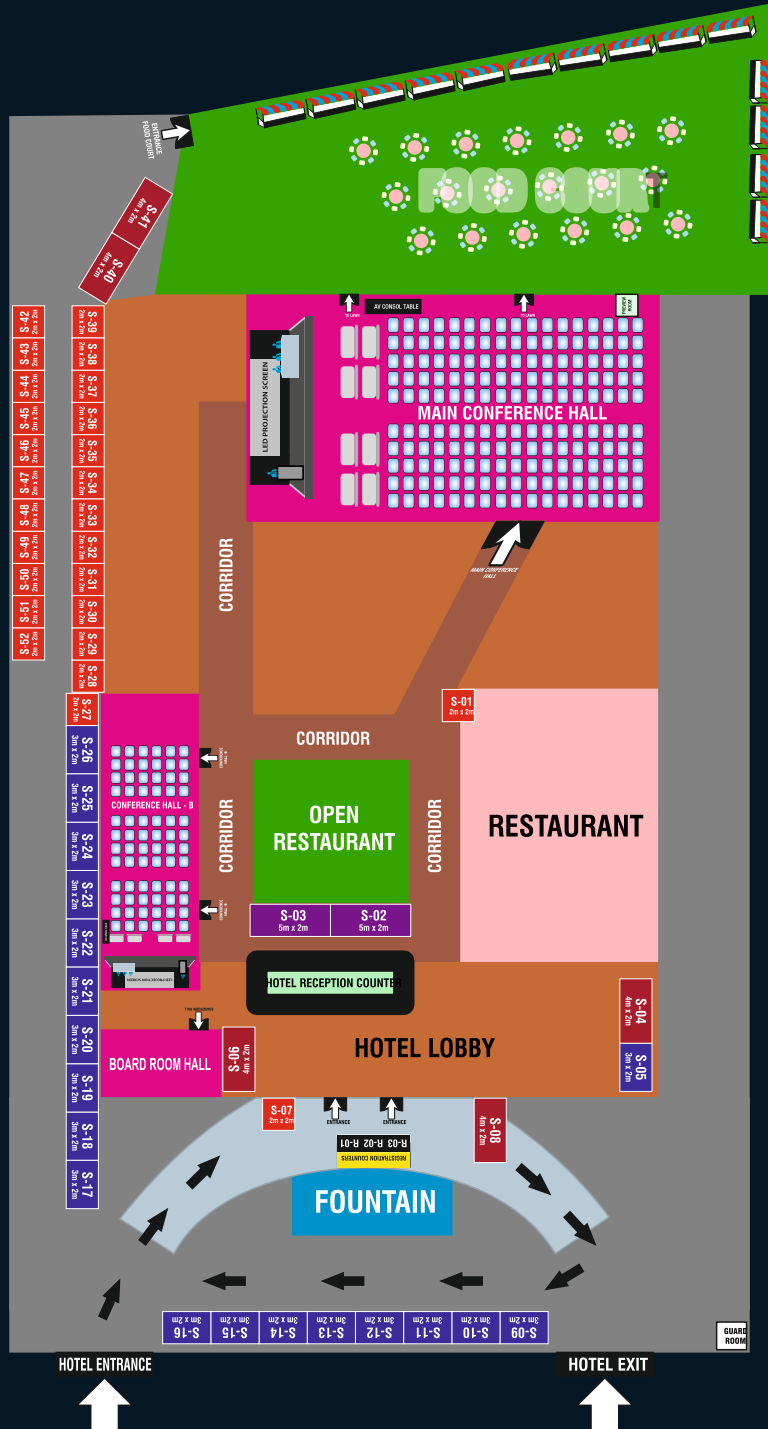 ENTRANCE
FOOD COURT
FOOD COURT
S-41
4m x 2m
S-40
4m x 2m
TO LAWN
AV CONSOL TABLE
TO LAWN
PREVIEW
ROOM
S-42
2m x 2m
S-43
2m x 2m
S-44
2m x 2m
S-45
2m x 2m
S-46
2m x 2m
S-47
2m x 2m
S-48
2m x 2m
S-49
2m x 2m
S-50
2m x 2m
S-51
2m x 2m
S-52
2m x 2m
S-39
2m x 2m
S-38
2m x 2m
S-37
2m x 2m
S-36
2m x 2m
S-35
2m x 2m
S-34
2m x 2m
S-33
2m x 2m
S-32
2m x 2m
S-31
2m x 2m
S-30
2m x 2m
S-29
2m x 2m
S-28
2m x 2m
S-27
2m x 2m
LED PROJECTION SCREEN
MAIN CONFERENCE HALL
CORRIDOR
MAIN CONFERENCE
HALL
S-01
2m x 2m
CORRIDOR
S-26
3m x 2m
S-25
3m x 2m
S-24
3m x 2m
S-23
3m x 2m
S-22
3m x 2m
S-21
3m x 2m
S-20
3m x 2m
S-19
3m x 2m
S-18
3m x 2m
S-17
3m x 2m
CONFERENCE
HALL - B
CONFERENCE HALL - B
CORRIDOR
OPEN
RESTAURANT
CORRIDOR
RESTAURANT
CONFERENCE
HALL - B
S-03
5m x 2m
S-02
5m x 2m
LED PROJECTION SCREEN
HOTEL RECEPTION COUNTER
S-04
4m x 2m
S-05
3m x 2m
BOARD ROOM HALL
S-06
4m x 2m
HOTEL LOBBY
S-07
2m x 2m
ENTRANCE
ENTRANCE
S-08
4m x 2m
R-03 R-02 R-01
REGISTRATION COUNTERS
FOUNTAIN
S-16
3m x 2m
S-15
3m x 2m
S-14
3m x 2m
S-13
3m x 2m
S-12
3m x 2m
S-11
3m x 2m
S-10
3m x 2m
S-09
3m x 2m
GUARD
ROOM
HOTEL ENTRANCE
HOTEL EXIT